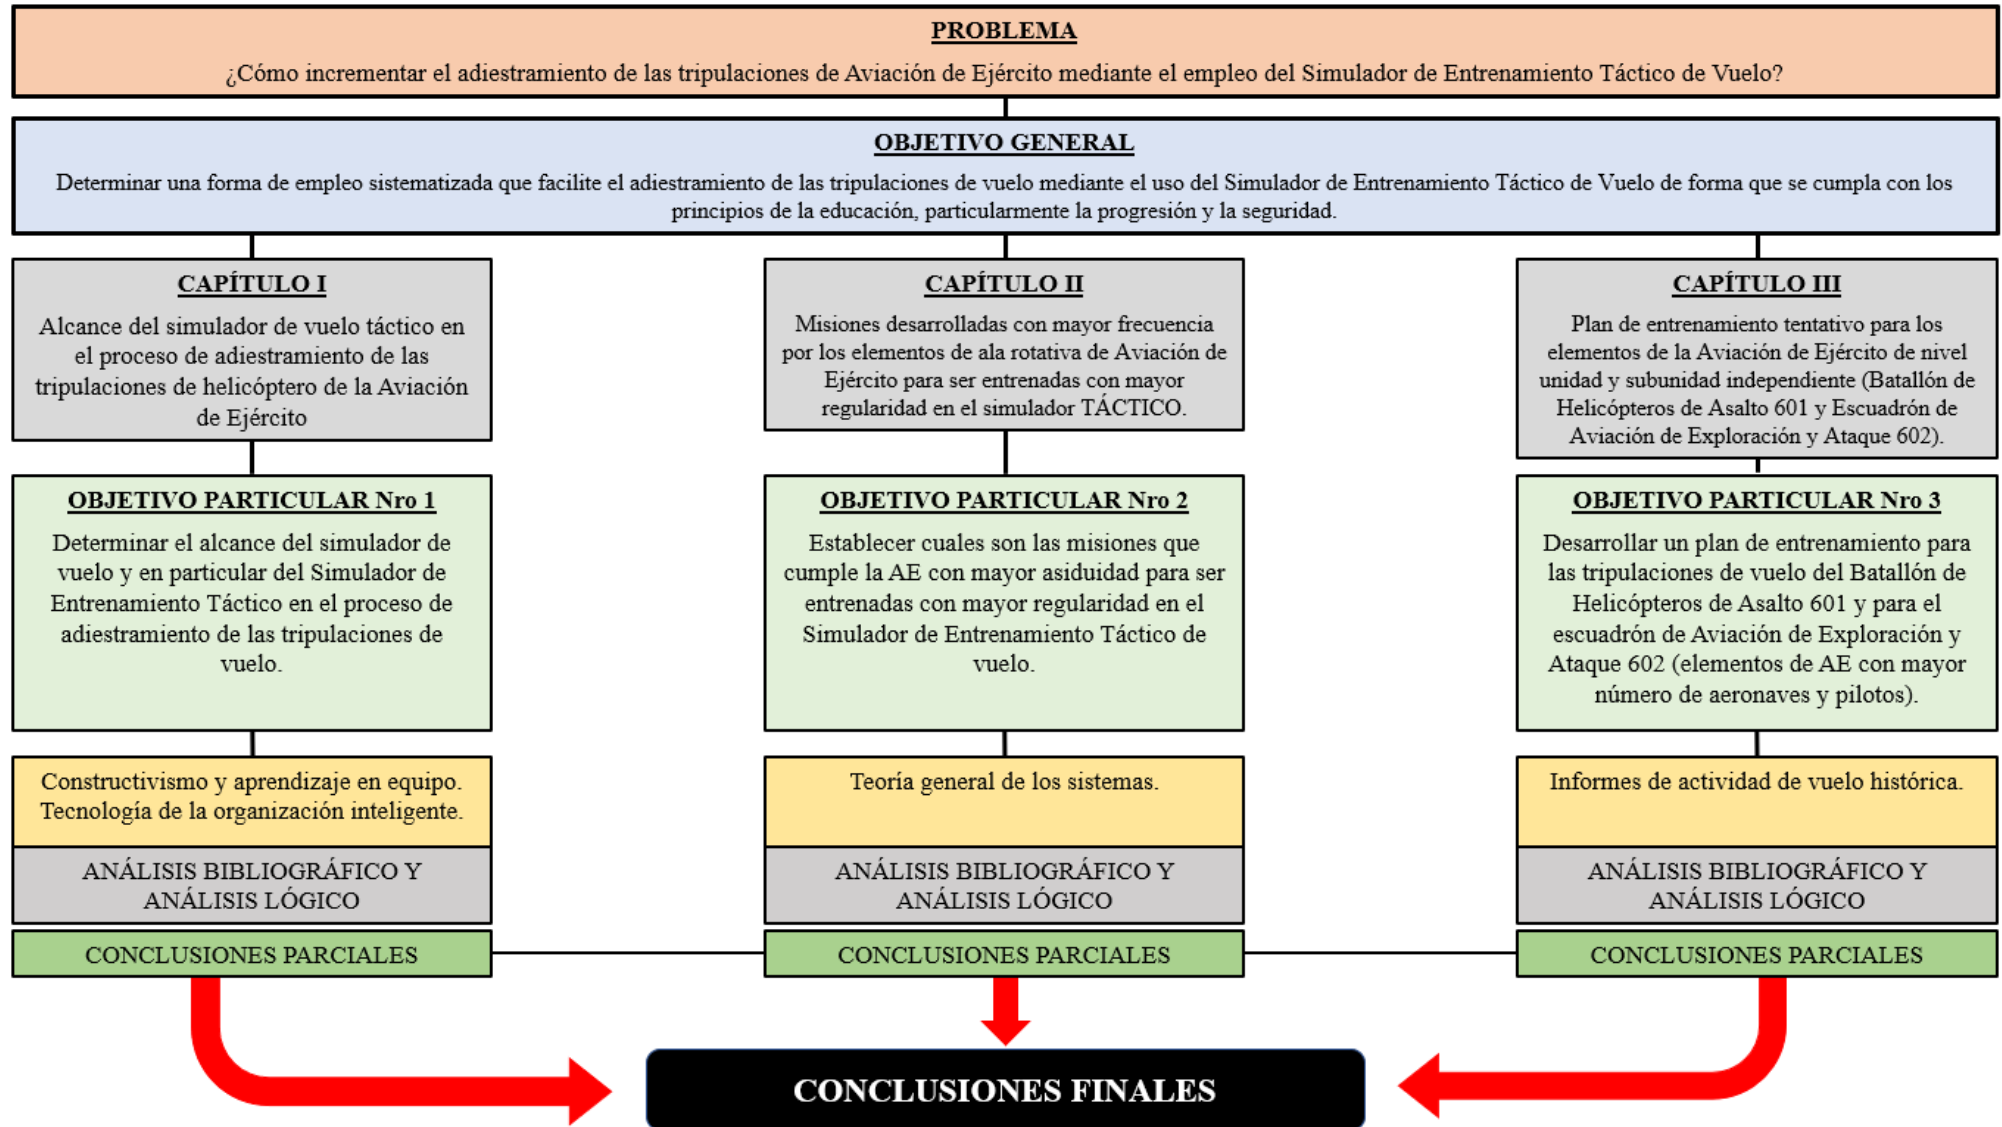 PROBLEMA
¿Cómo incrementar el adiestramiento de las tripulaciones de Aviación de Ejército mediante el empleo del Simulador de Entrenamiento Táctico de Vuelo?
OBJETIVO GENERAL
Determinar una forma de empleo sistematizada que facilite el adiestramiento de las tripulaciones de vuelo mediante el uso del Simulador de Entrenamiento Táctico de Vuelo de forma que se cumpla con los
principios de la educación, particularmente la progresión y la seguridad.
CAPÍTULO I
Alcance del simulador de vuelo táctico en
el proceso de adiestramiento de las
tripulaciones de helicóptero de la Aviación
de Ejército
OBJETIVO PARTICULAR Nro 1
Determinar el alcance del simulador de
vuelo y en particular del Simulador de
Entrenamiento Táctico en el proceso de
adiestramiento de las tripulaciones de
vuelo.
Constructivismo y aprendizaje en equipo.
Tecnología de la organización inteligente.
ANÁLISIS BIBLIOGRÁFICO Y
ANÁLISIS LÓGICO
CONCLUSIONES PARCIALES
CAPÍTULO II
Misiones desarrolladas con mayor frecuencia
por los elementos de ala rotativa de Aviación de
Ejército para ser entrenadas con mayor
regularidad en el simulador TÁCTICO.
OBJETIVO PARTICULAR Nro 2
Establecer cuales son las misiones que
cumple la AE con mayor asiduidad para ser
entrenadas con mayor regularidad en el
Simulador de Entrenamiento Táctico de
vuelo.
Teoría general de los sistemas.
ANÁLISIS BIBLIOGRÁFICO Y
ANÁLISIS LÓGICO
CONCLUSIONES PARCIALES
CAPÍTULO III
Plan de entrenamiento tentativo para los
elementos de la Aviación de Ejército de nivel
unidad y subunidad independiente (Batallón de
Helicópteros de Asalto 601 y Escuadrón de
Aviación de Exploración y Ataque 602).
OBJETIVO PARTICULAR Nro 3
Desarrollar un plan de entrenamiento para
las tripulaciones de vuelo del Batallón de
Helicópteros de Asalto 601 y para el
escuadrón de Aviación de Exploración y
Ataque 602 (elementos de AE con mayor
número de aeronaves y pilotos).
Informes de actividad de vuelo histórica.
ANÁLISIS BIBLIOGRÁFICO Y
ANÁLISIS LÓGICO
CONCLUSIONES PARCIALES
CONCLUSIONES FINALES